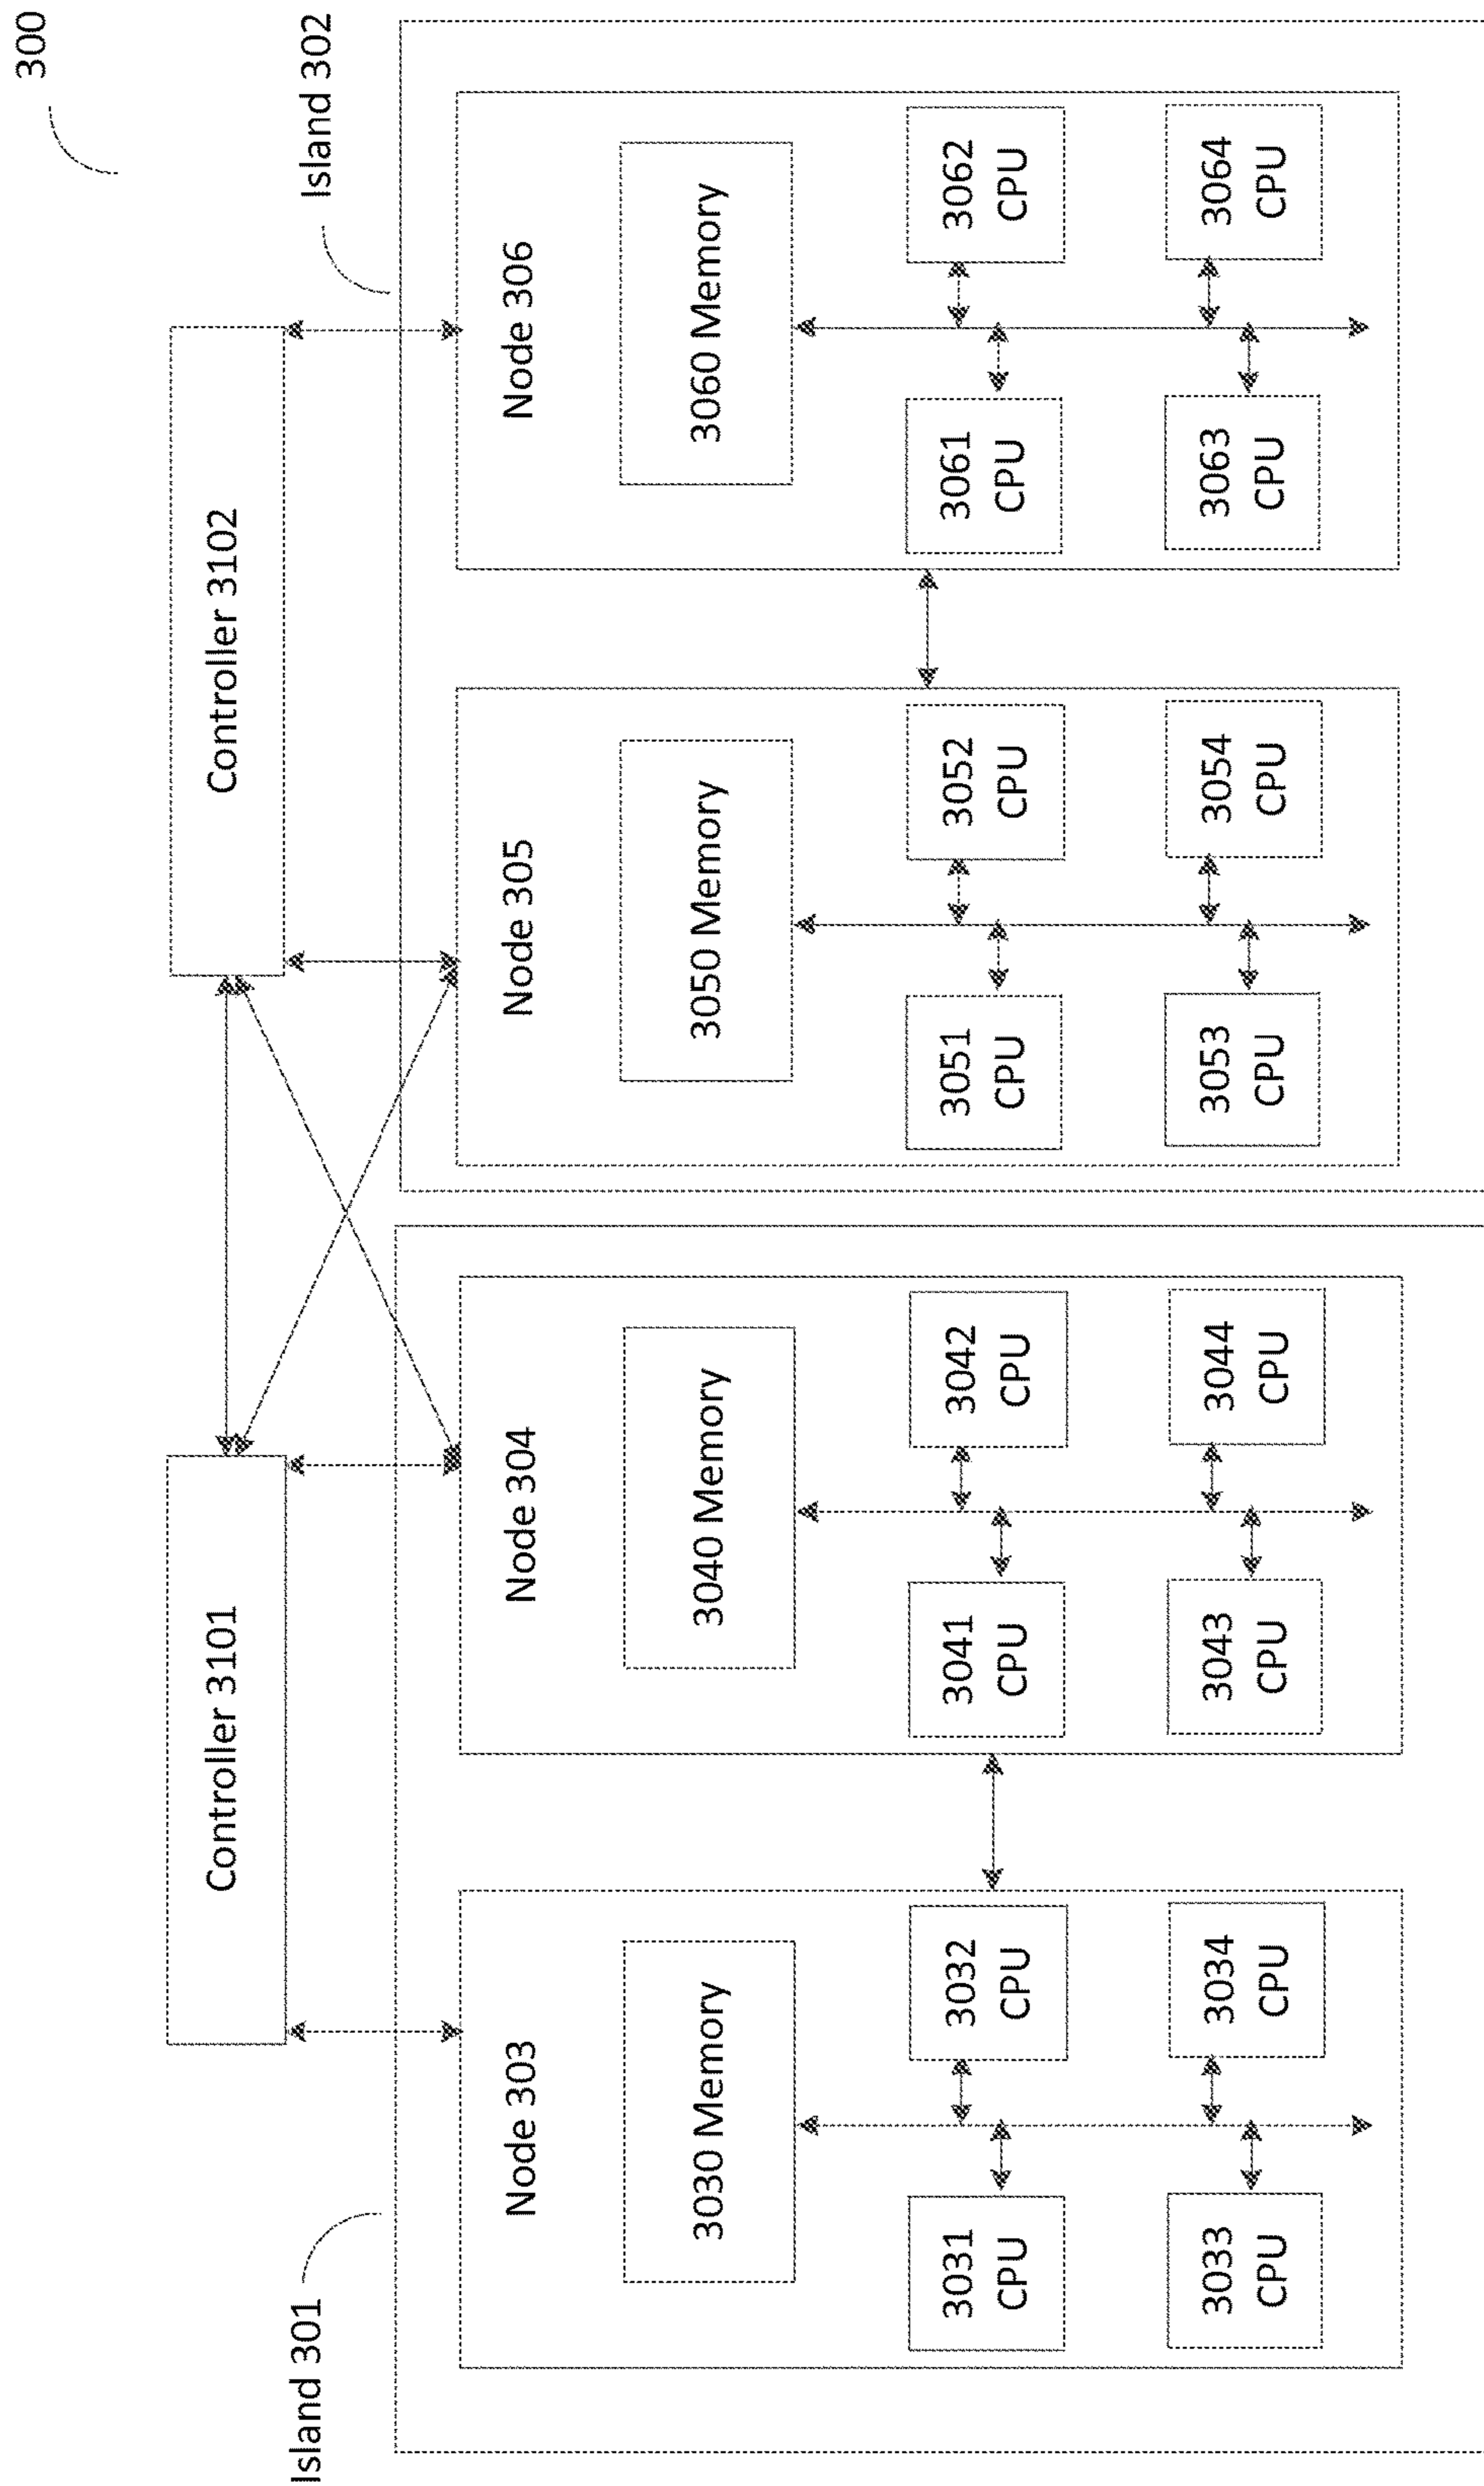 300
Island 301
Island 302
Controller 3101
Controller 3102
Node 303
3030 Memory
3031
CPU
3032
CPU
3033
CPU
3034
CPU
Node 304
3040 Memory
3041
CPU
3042
CPU
3043
CPU
3044
CPU
Node 305
3050 Memory
3051
CPU
3052
CPU
3053
CPU
3054
CPU
Node 306
3060 Memory
3061
CPU
3062
CPU
3063
CPU
3064
CPU